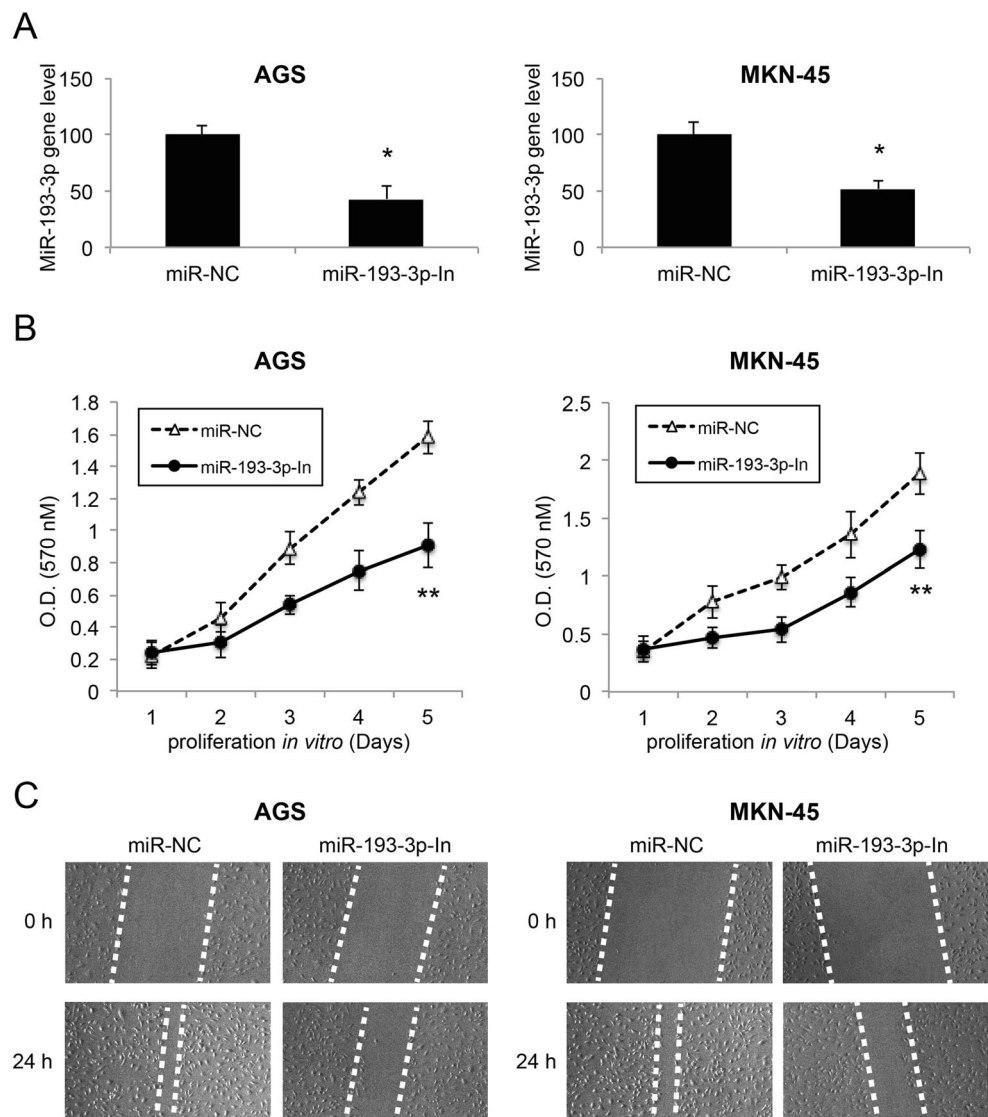 A
AGS
MiR-193-3p gene level
150
100
50
0
*
miR-NC
miR-193-3p-In
MKN-45
MiR-193-3p gene level
150
100
50
0
*
miR-NC
miR-193-3p-In
B
AGS
O.D. (570 nM)
1.8
1.6
1.4
1.2
1
0.8
0.6
0.4
0.2
0
miR-NC
miR-193-3p-In
**
1 2 3 4 5
proliferation in vitro (Days)
MKN-45
O.D. (570 nM)
2.5
2
1.5
1
0.5
0
miR-NC
miR-193-3p-In
**
1 2 3 4 5
proliferation in vitro (Days)
C
AGS
miR-NC miR-193-3p-In
0 h
24 h
MKN-45
miR-NC miR-193-3p-In
0 h
24 h